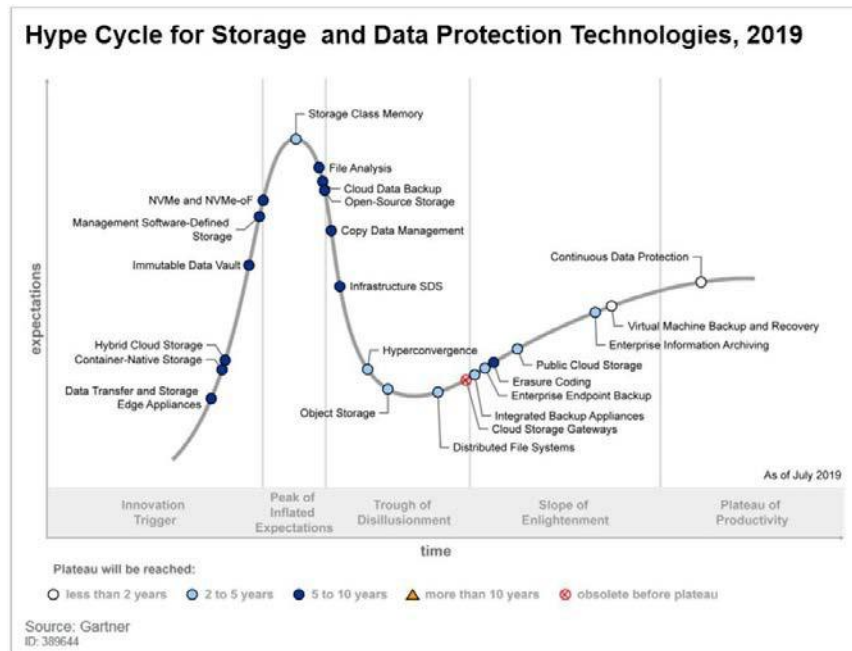 Hype Cycle for Storage and Data Protection Technologies, 2019
expectations
Storage Class Memory
File Analysis
Cloud Data Backup
Open-Source Storage
NVMe and NVMe-oF
Management Software-Defined
Storage
Copy Data Management
Immutable Data Vault
Infrastructure SDS
Continuous Data Protection
Virtual Machine Backup and Recovery
Enterprise Information Archiving
Hybrid Cloud Storage
Container-Native Storage
Hyperconvergence
Public Cloud Storage
Erasure Coding
Enterprise Endpoint Backup
Data Transfer and Storage
Edge Appliances
Object Storage
Integrated Backup Appliances
Cloud Storage Gateways
Distributed File Systems
As of July 2019
Innovation
Trigger
Peak of
Inflated
Expectations
Trough of
Disillusionment
Slope of
Enlightenment
Plateau of
Productivity
time
Plateau will be reached:
less than 2 years
2 to 5 years
5 to 10 years
more than 10 years
obsolete before plateau
Source: Gartner
ID: 389644